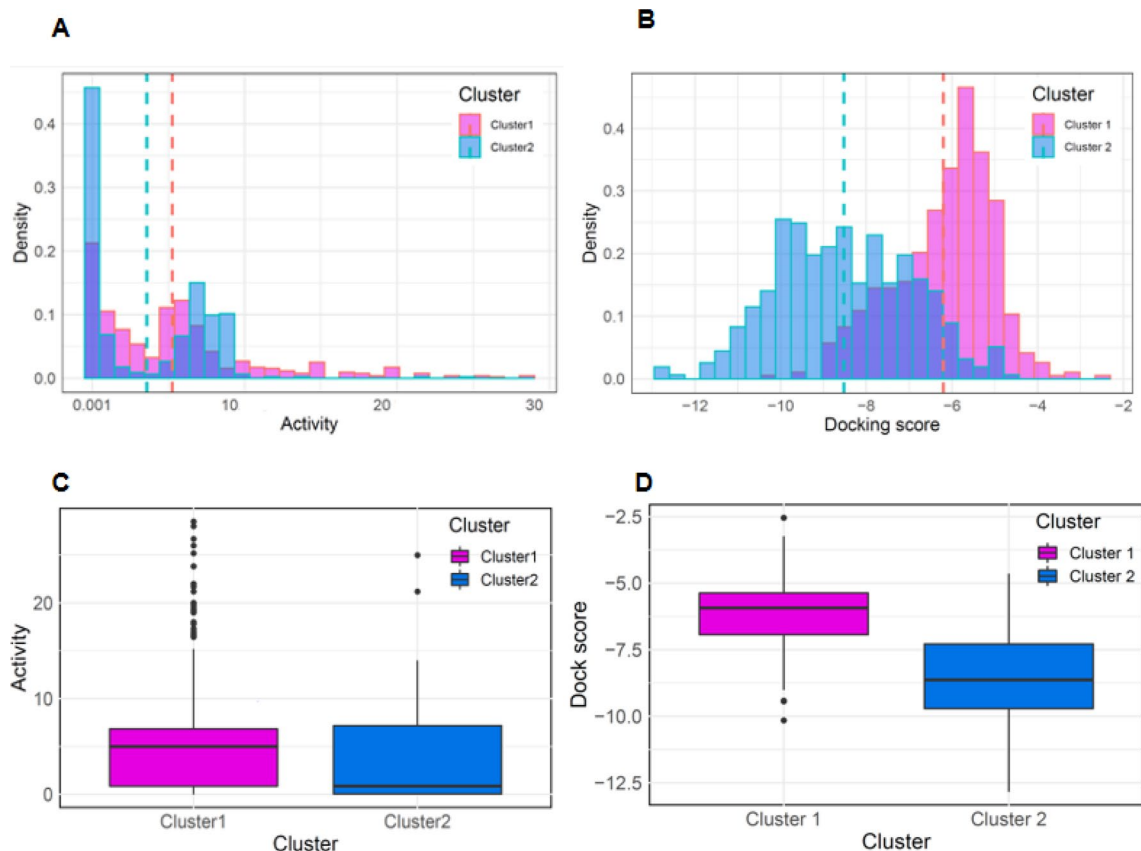 A
0.4
0.3
0.2
0.1
0.0
Density
Cluster
Cluster1
Cluster2
0.001 10 20 30
Activity
B
0.4
0.3
0.2
0.1
0.0
Density
Cluster
Cluster 1
Cluster 2
−12 −10 −8 −6 −4 −2
Docking score
C
20
10
0
Activity
Cluster
Cluster1
Cluster2
Cluster1 Cluster2
Cluster
D
−2.5
−5.0
−7.5
−10.0
−12.5
Dock score
Cluster
Cluster 1
Cluster 2
Cluster 1 Cluster 2
Cluster